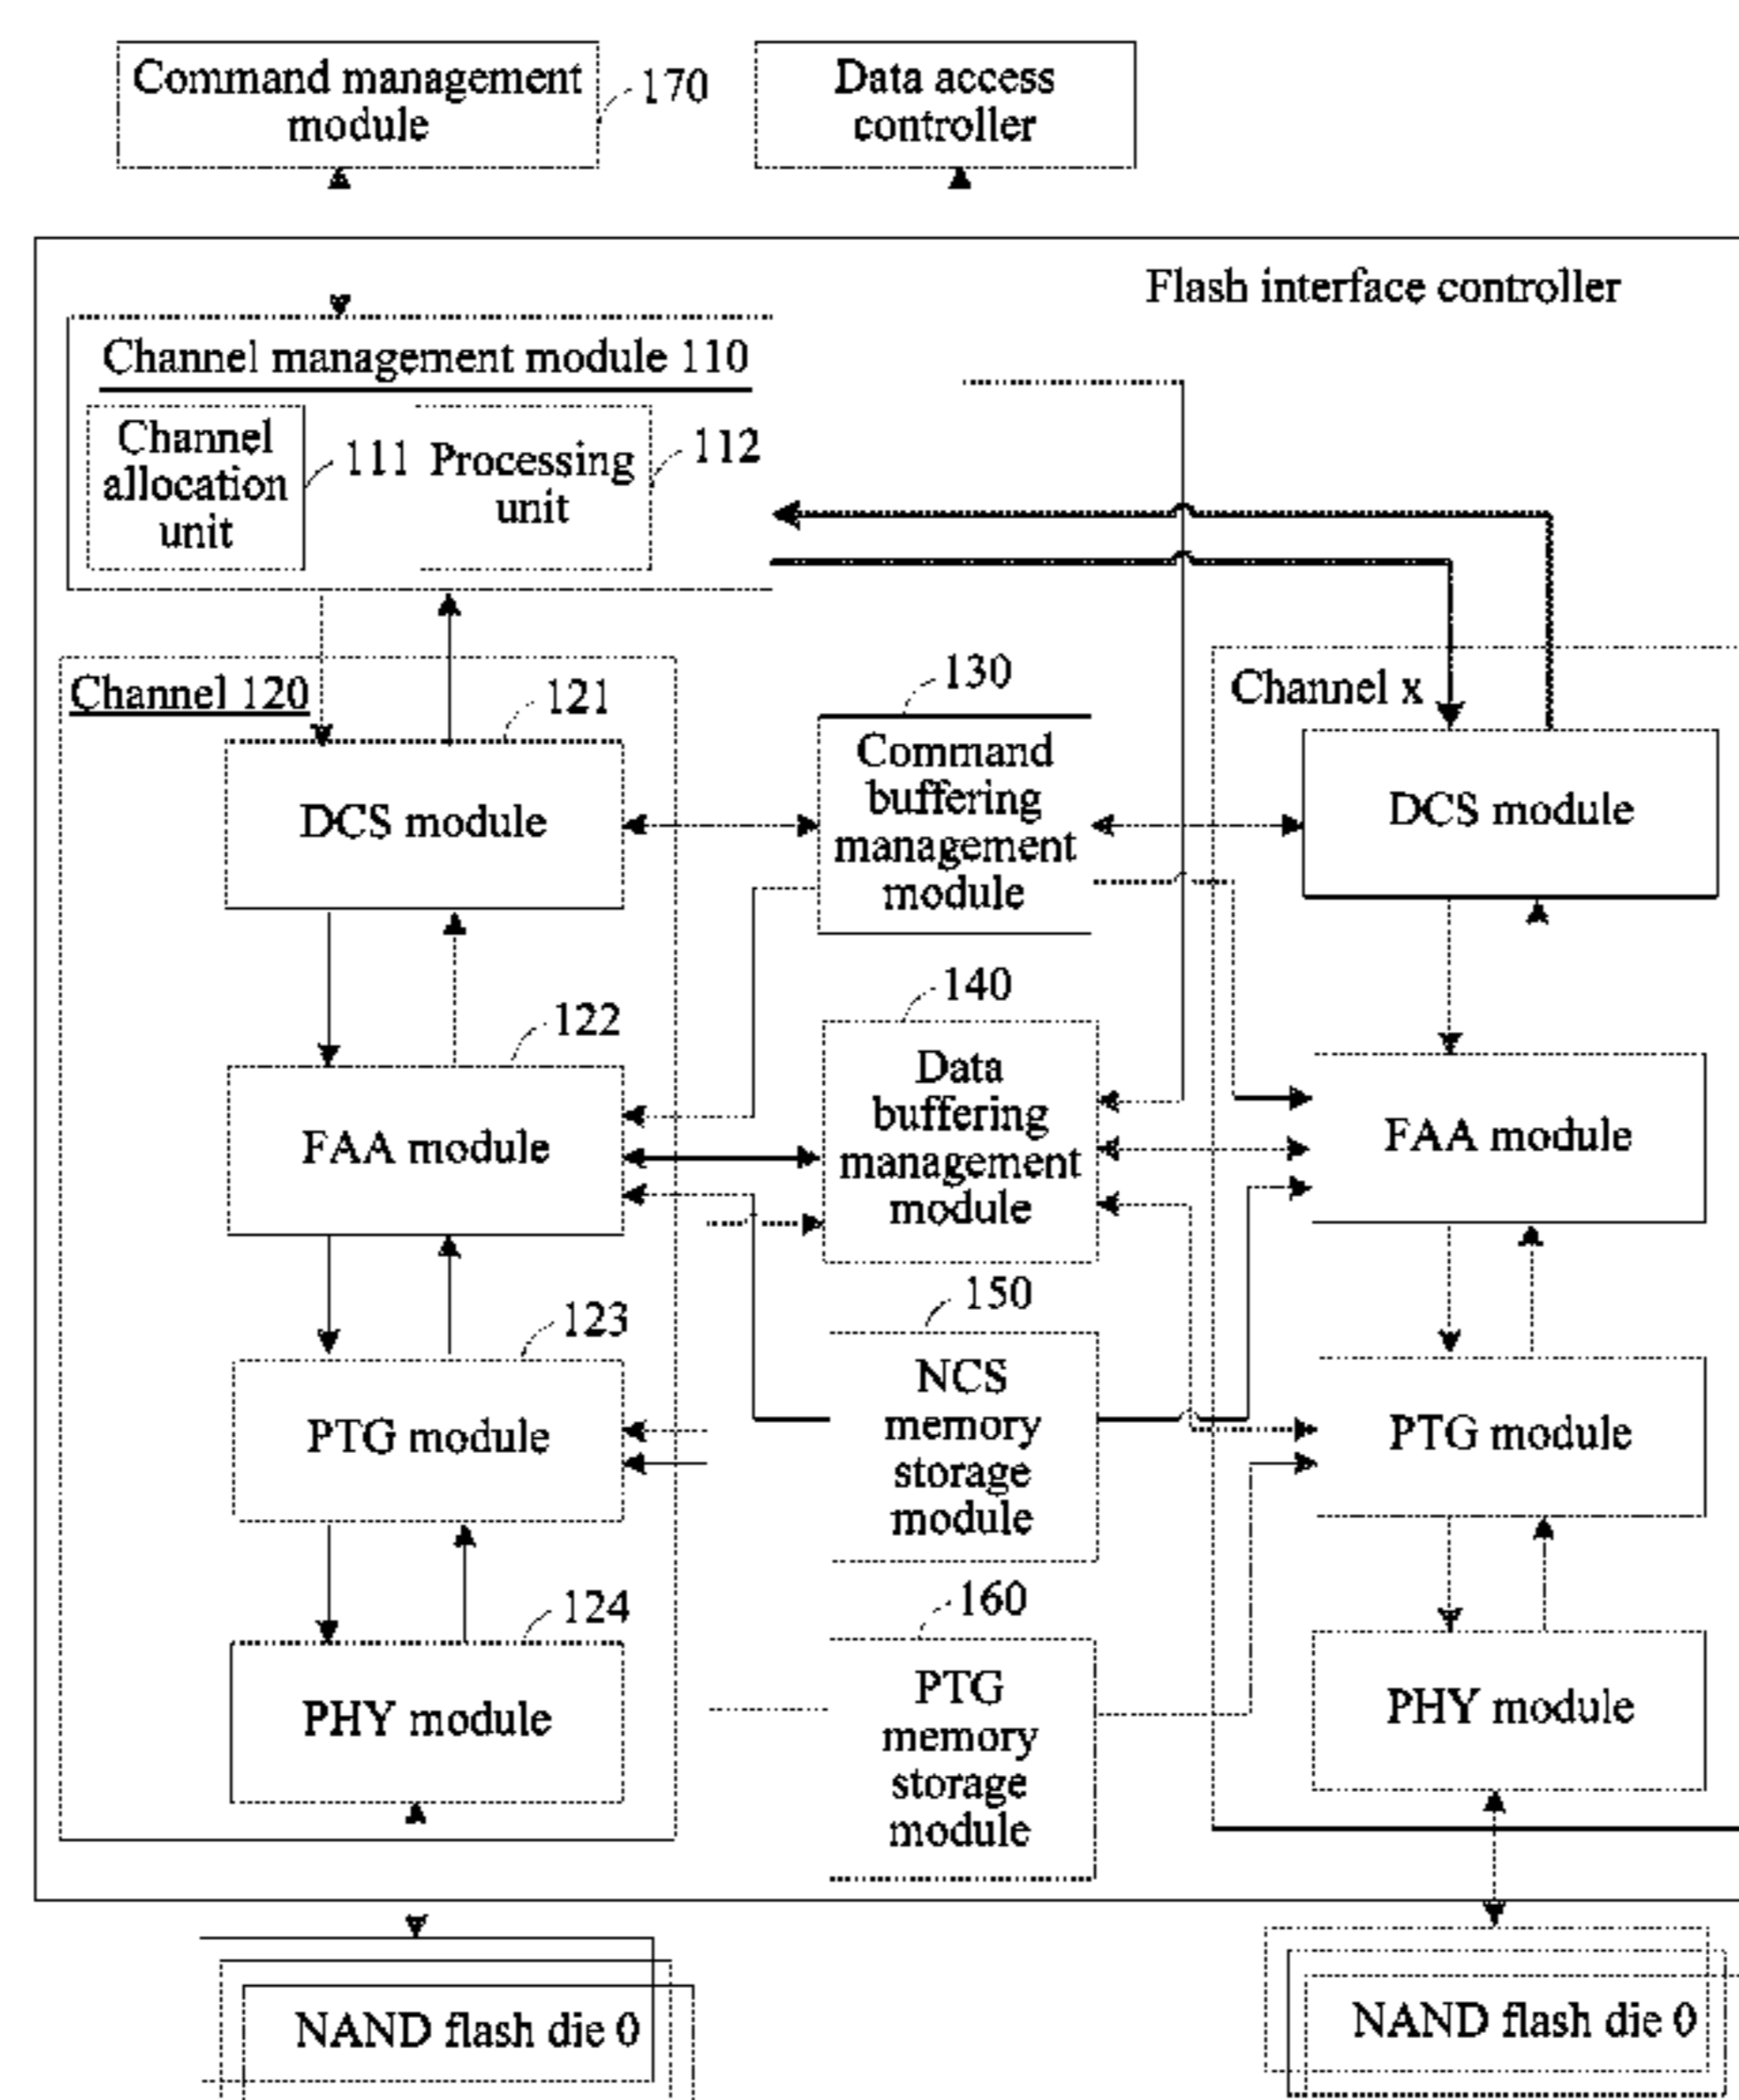 Command management
module
170
Data access
controller
Flash interface controller
Channel management module 110
Channel
allocation
unit
111
Processing
unit
112
Channel 120
121
DCS module
130
Command
buffering
management
module
Channel x
DCS module
122
FAA module
140
Data
buffering
management
module
FAA module
123
PTG module
150
NCS
memory
storage
module
PTG module
124
PHY module
160
PTG
memory
storage
module
PHY module
NAND flash die 0
NAND flash die 0